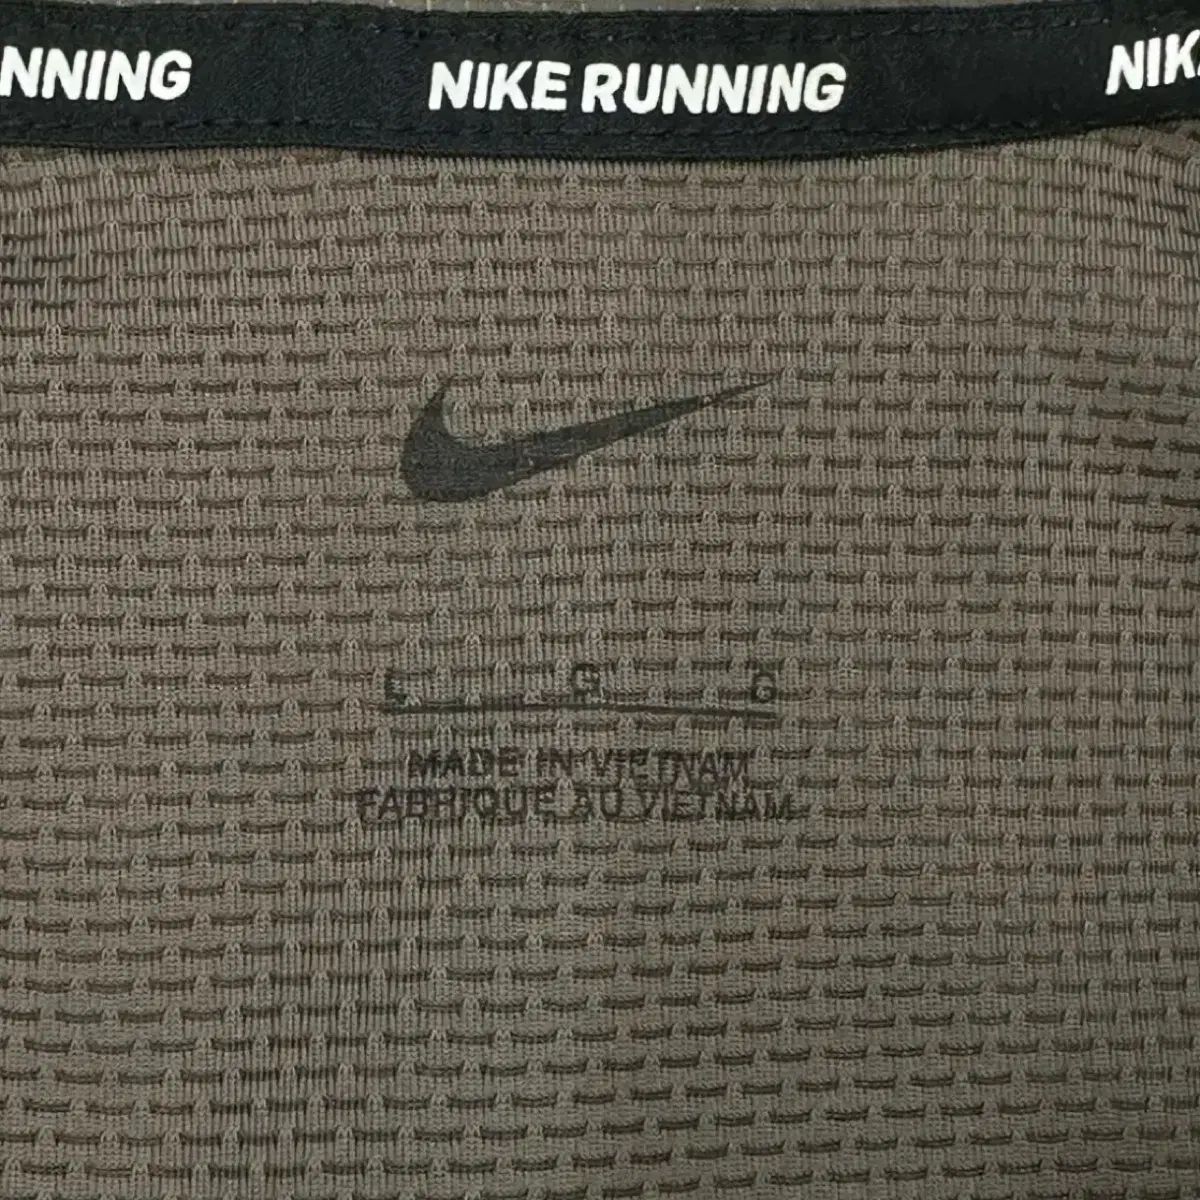 NNING NIKE RUNNING NIK
L G G
MADE IN VIETNAM
FABRIQUE AU VIETNAM